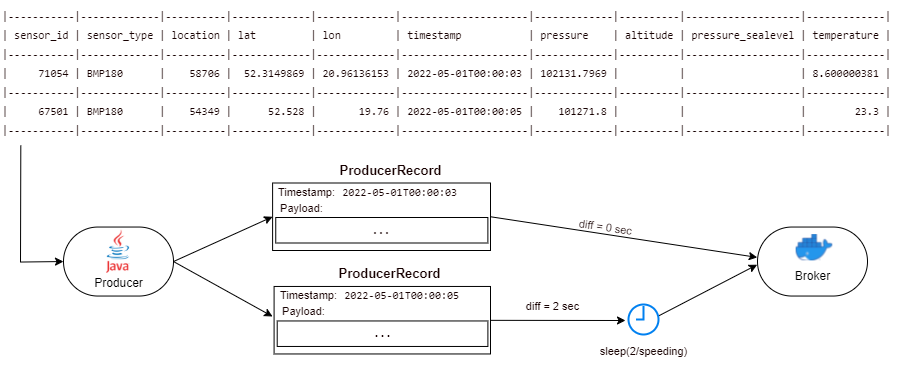 |-----------|-------------|----------|------------|-------------|---------------------|-------------|----------|-------------------|-------------|
| sensor_id | sensor_type | location | lat | lon | timestamp | pressure | altitude | pressure_sealevel | temperature |
|-----------|-------------|----------|------------|-------------|---------------------|-------------|----------|-------------------|-------------|
| 71054 | BMP180 | 58706 | 52.3149869 | 20.96136153 | 2022-05-01T00:00:03 | 102131.7969 | | | 8.600000381 |
|-----------|-------------|----------|------------|-------------|---------------------|-------------|----------|-------------------|-------------|
| 67501 | BMP180 | 54349 | 52.528 | 19.76 | 2022-05-01T00:00:05 | 101271.8 | | | 23.3 |
|-----------|-------------|----------|------------|-------------|---------------------|-------------|----------|-------------------|-------------|
ProducerRecord
Timestamp: 2022-05-01T00:00:03
Payload:
...
diff = 0 sec
Java
Producer
Broker
ProducerRecord
Timestamp: 2022-05-01T00:00:05
Payload:
...
diff = 2 sec
sleep(2/speeding)